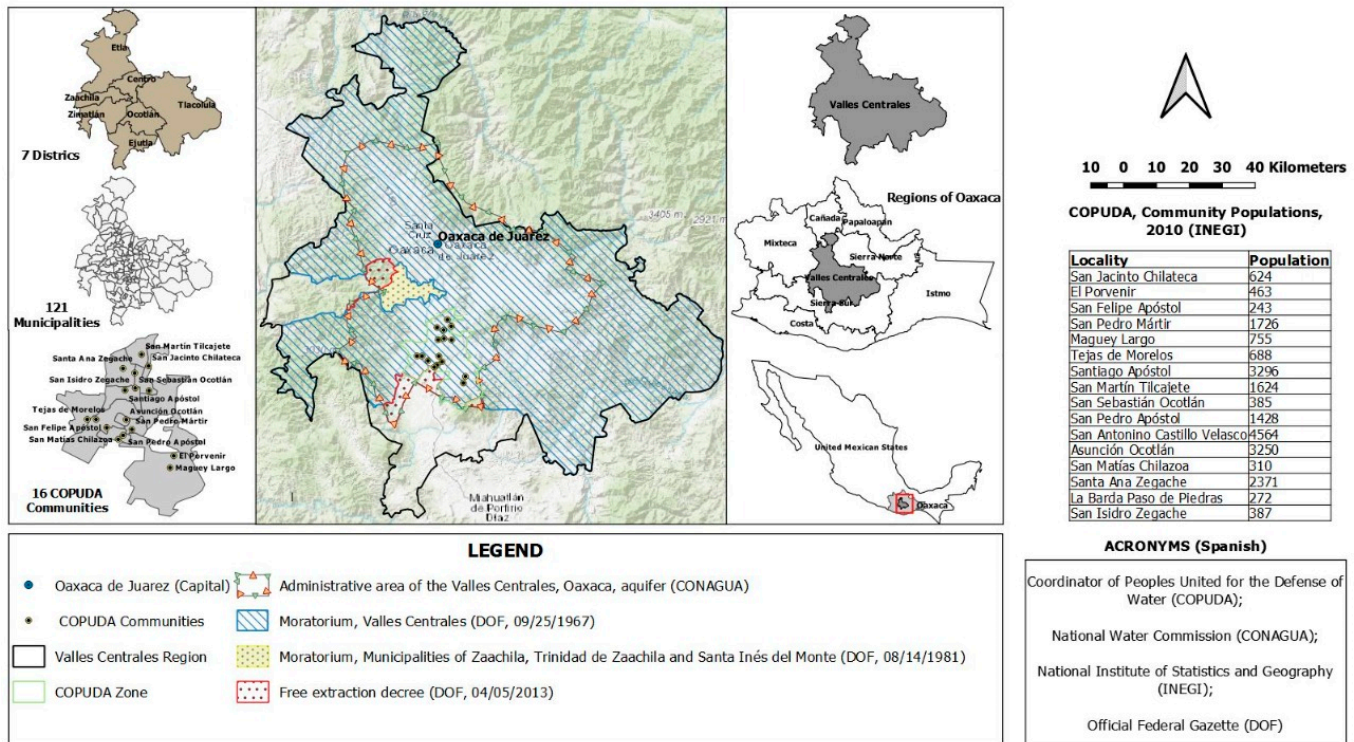 Etla
Centro
Zaachila
Tlacolula
Zimatlán
Ocotlán
Ejutla
7 Districs
121
Municipalities
San Martín Tilcajete
Santa Ana Zegache
San Jacinto Chilateca
San Isidro Zegache
San Sebastián Ocotlán
Santiago Apóstol
Tejas de Morelos
Asunción Ocotlán
San Pedro Mártir
San Felipe Apóstol
San Matías Chilazoa
San Pedro Apóstol
El Porvenir
Maguey Largo
16 COPUDA
Communities
3405 m
2921 m
Santa
Cruz
Oaxaca de Juárez
Oaxaca
Oaxaca
de Juárez
Miahuatlán
de Porfirio
Díaz
Valles Centrales
Regions of Oaxaca
Cañada
Papaloapan
Mixteca
Sierra Norte
Valles Centrales
Istmo
Sierra Sur
Costa
United Mexican States
Oaxaca
10 0 10 20 30 40 Kilometers
COPUDA, Community Populations,
2010 (INEGI)
Locality Population
San Jacinto Chilateca 624
El Porvenir 463
San Felipe Apóstol 243
San Pedro Mártir 1726
Maguey Largo 755
Tejas de Morelos 688
Santiago Apóstol 3296
San Martín Tilcajete 1624
San Sebastián Ocotlán 385
San Pedro Apóstol 1428
San Antonino Castillo Velasco 4564
Asunción Ocotlán 3250
San Matías Chilazoa 310
Santa Ana Zegache 2371
La Barda Paso de Piedras 272
San Isidro Zegache 387
LEGEND
Oaxaca de Juarez (Capital)
Administrative area of the Valles Centrales, Oaxaca, aquifer (CONAGUA)
COPUDA Communities
Moratorium, Valles Centrales (DOF, 09/25/1967)
Valles Centrales Region
Moratorium, Municipalities of Zaachila, Trinidad de Zaachila and Santa Inés del Monte (DOF, 08/14/1981)
COPUDA Zone
Free extraction decree (DOF, 04/05/2013)
ACRONYMS (Spanish)
Coordinator of Peoples United for the Defense of
Water (COPUDA);
National Water Commission (CONAGUA);
National Institute of Statistics and Geography
(INEGI);
Official Federal Gazette (DOF)